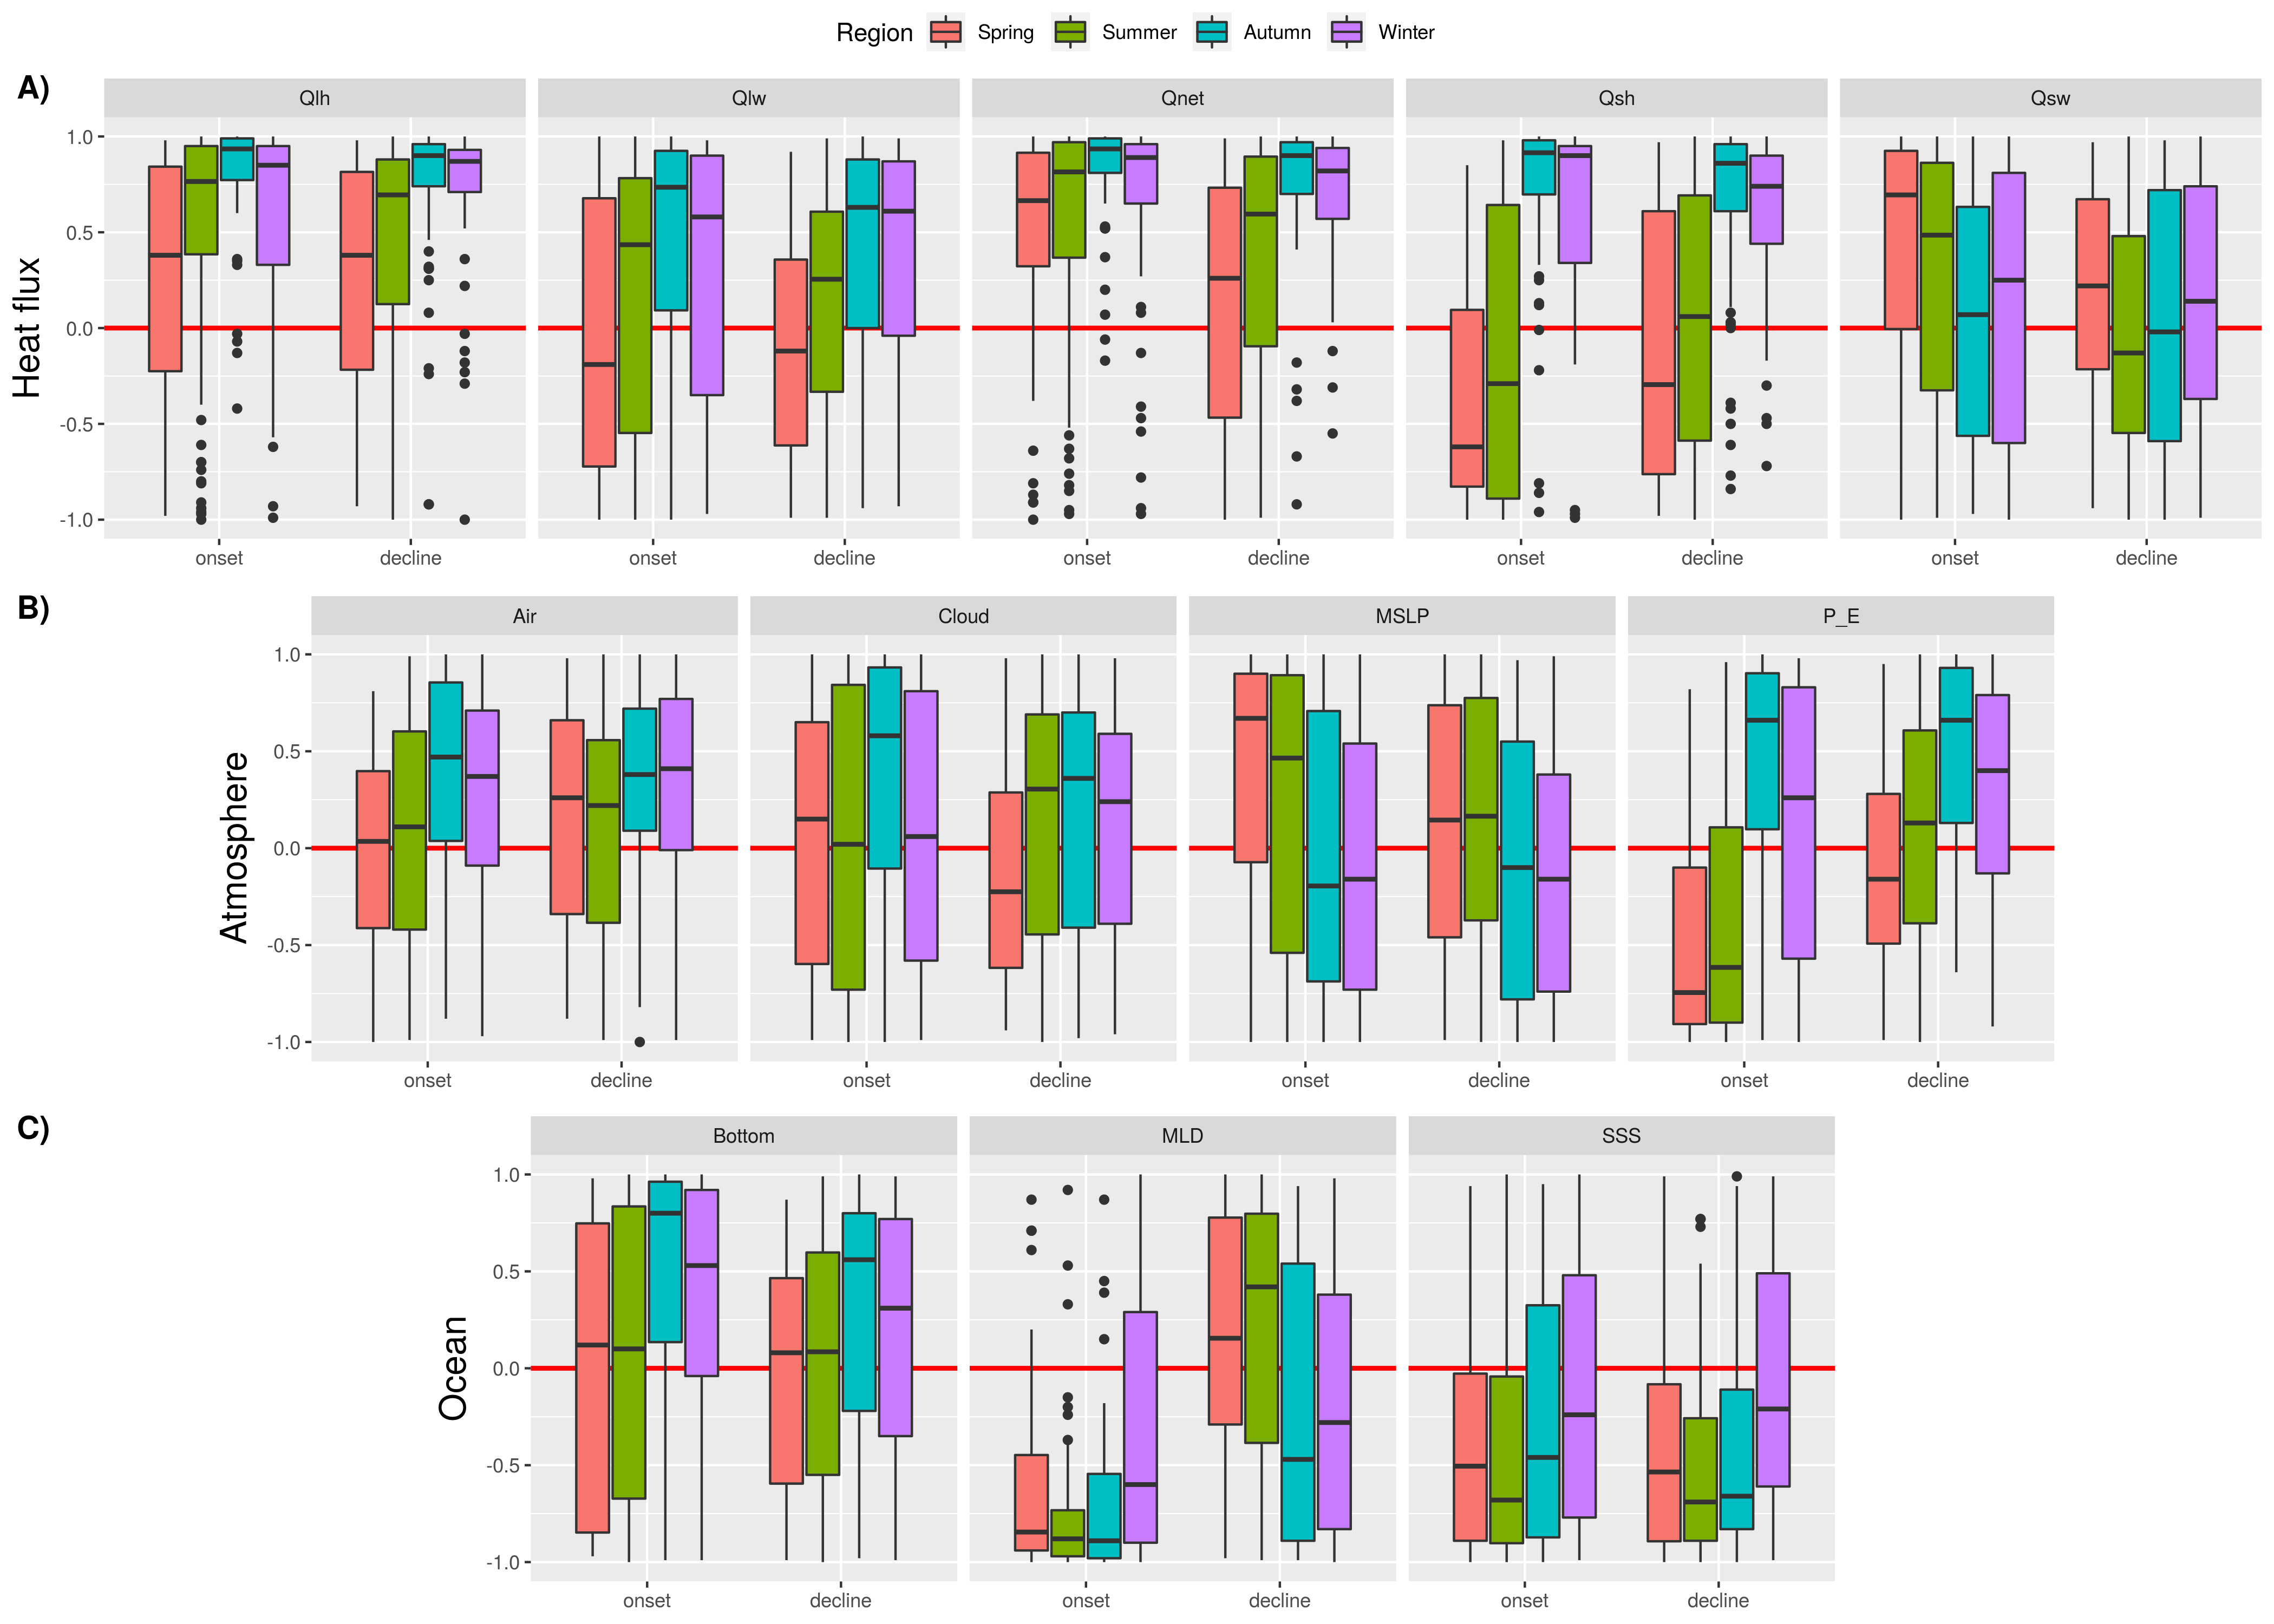 Region Spring Summer Autumn Winter
A)
Qlh Qlw Qnet Qsh Qsw
Heat flux
1.0
0.5
0.0
-0.5
-1.0
onset decline onset decline onset decline onset decline onset decline
B)
Air Cloud MSLP P_E
Atmosphere
1.0
0.5
0.0
-0.5
-1.0
onset decline onset decline onset decline onset decline
C)
Bottom MLD SSS
Ocean
1.0
0.5
0.0
-0.5
-1.0
onset decline onset decline onset decline